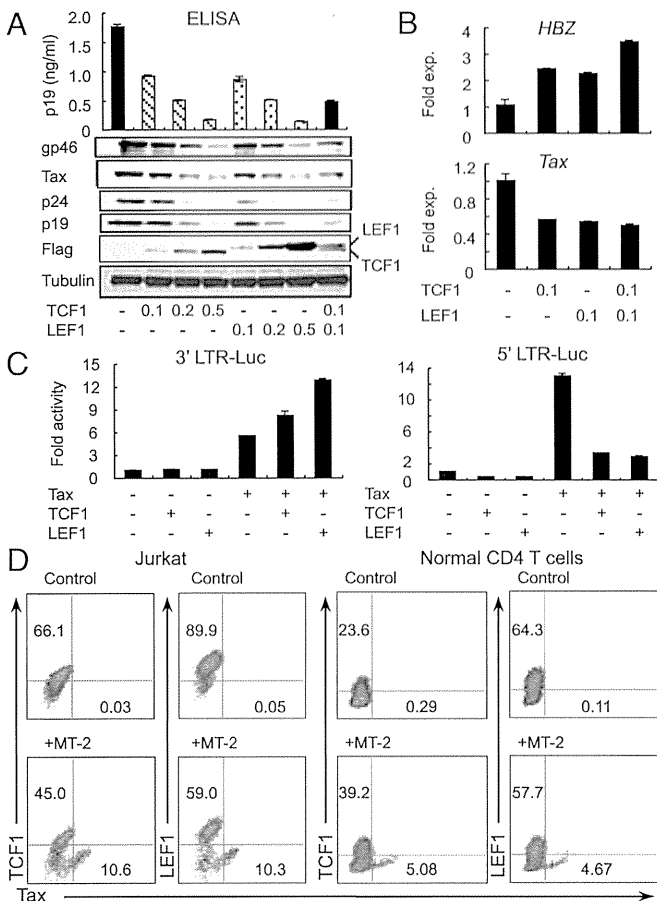 A
ELISA
p19 (ng/ml)
2.0
1.5
1.0
0.5
0
gp46
Tax
p24
p19
Flag
LEF1
TCF1
Tubulin
TCF1 - 0.1 0.2 0.5 - - - 0.1
LEF1 - - - - 0.1 0.2 0.5 0.1
B
HBZ
Fold exp.
4
3
2
1
0
Tax
Fold exp.
1.2
0.8
0.4
0
TCF1 - 0.1 - 0.1
LEF1 - - 0.1 0.1
C
3' LTR-Luc
Fold activity
15
12
9
6
3
0
Tax - - - + + +
TCF1 - + - - + -
LEF1 - - + - - +
5' LTR-Luc
14
10
6
2
0
Tax - - - + + +
TCF1 - + - - + -
LEF1 - - + - - +
D
Jurkat
Normal CD4 T cells
Control
Control
Control
Control
66.1
0.03
89.9
0.05
23.6
0.29
64.3
0.11
+MT-2
+MT-2
+MT-2
+MT-2
TCF1
45.0
10.6
LEF1
59.0
10.3
TCF1
39.2
5.08
LEF1
57.7
4.67
Tax